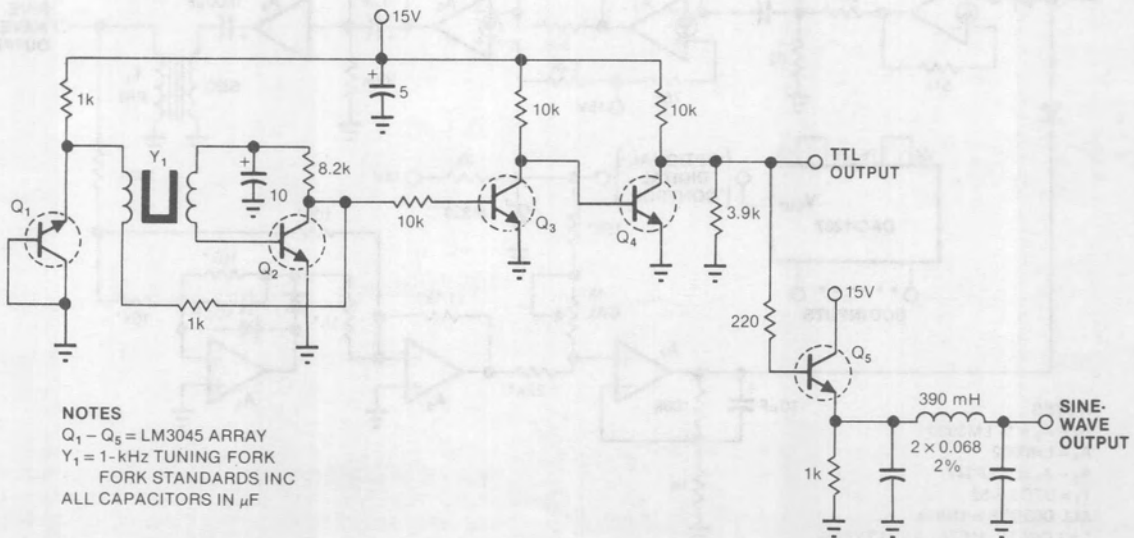 15V
1k
+
5
10k
10k
Y1
+
10
8.2k
TTL
OUTPUT
Q1
Q2
10k
Q3
Q4
3.9k
1k
220
15V
Q5
390 mH
SINE-
WAVE
OUTPUT
2 × 0.068
2%
1k
NOTES
Q1 – Q5 = LM3045 ARRAY
Y1 = 1-kHz TUNING FORK
FORK STANDARDS INC
ALL CAPACITORS IN µF